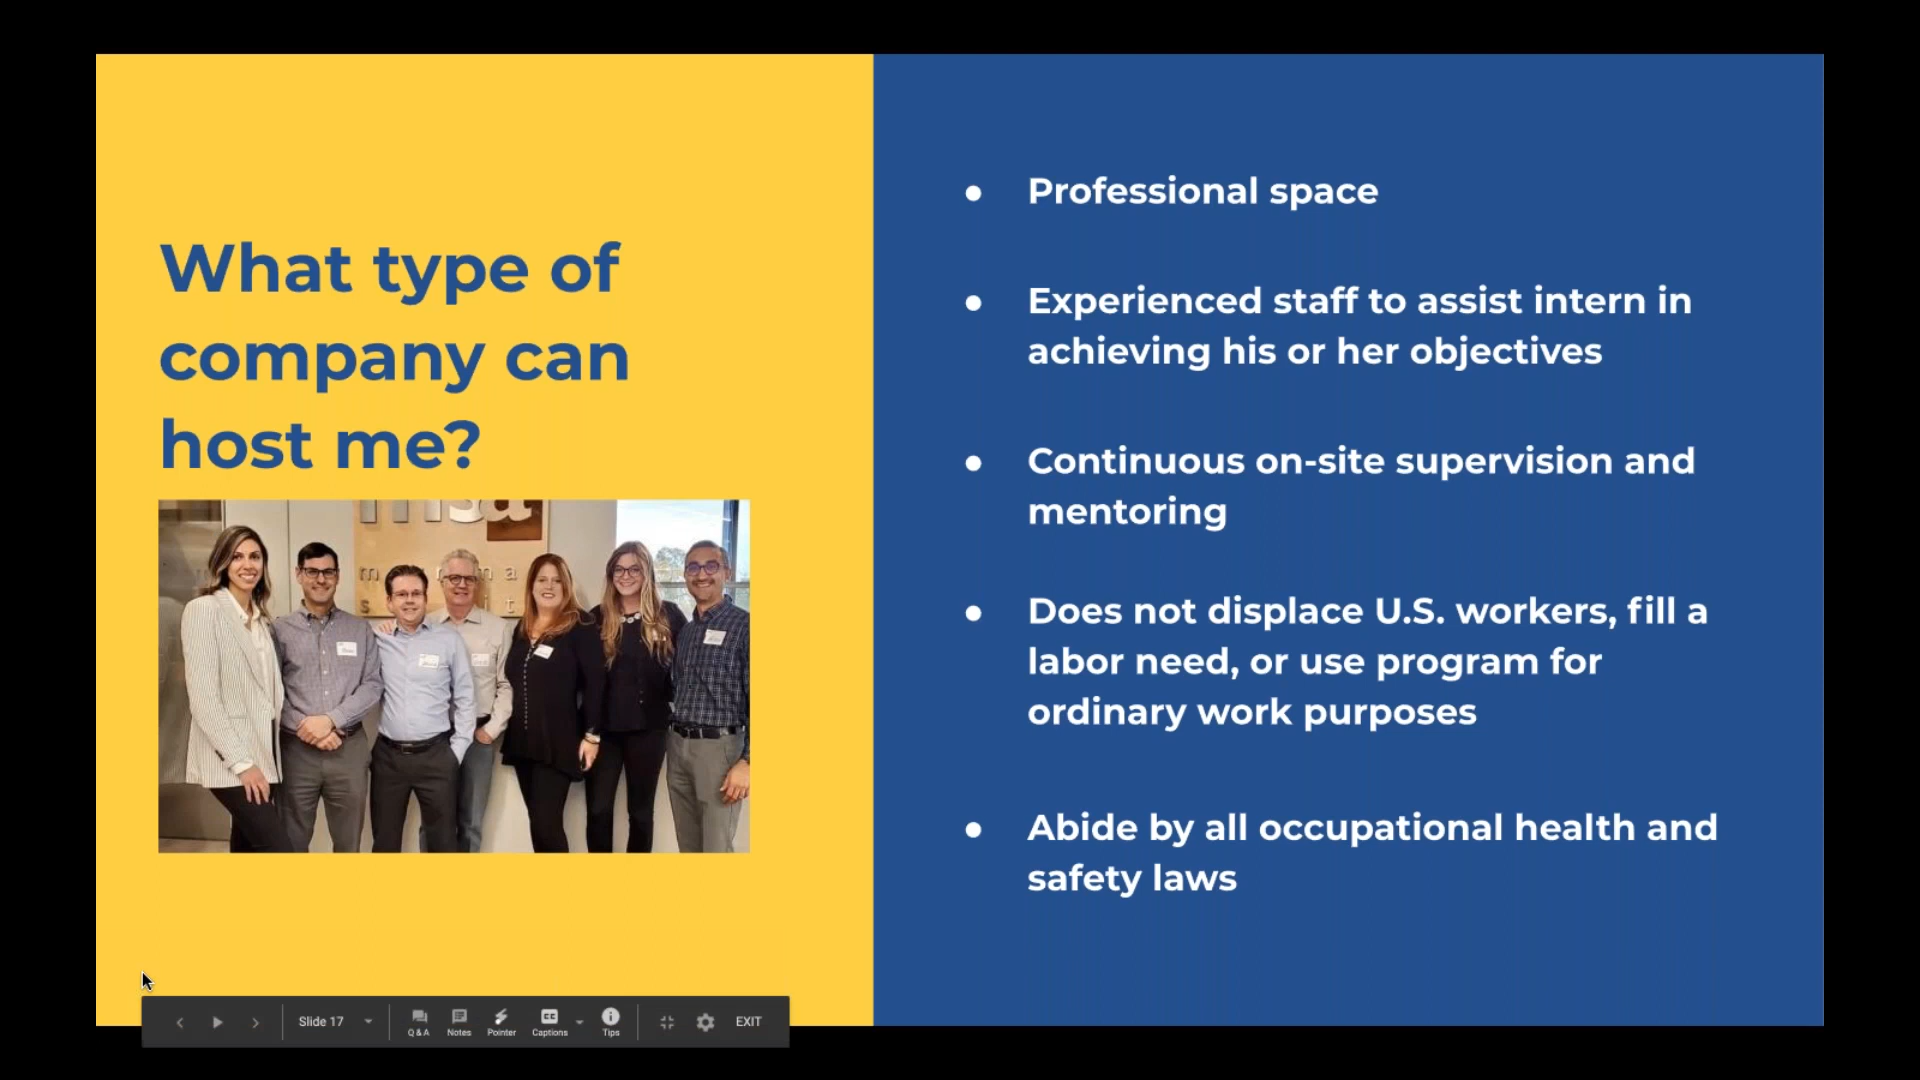 What type of
company can
host me?
● Professional space
● Experienced staff to assist intern in
achieving his or her objectives
● Continuous on-site supervision and
mentoring
● Does not displace U.S. workers, fill a
labor need, or use program for
ordinary work purposes
● Abide by all occupational health and
safety laws
Slide 17
Q&A
Notes
Pointer
CC
Captions
Tips
EXIT